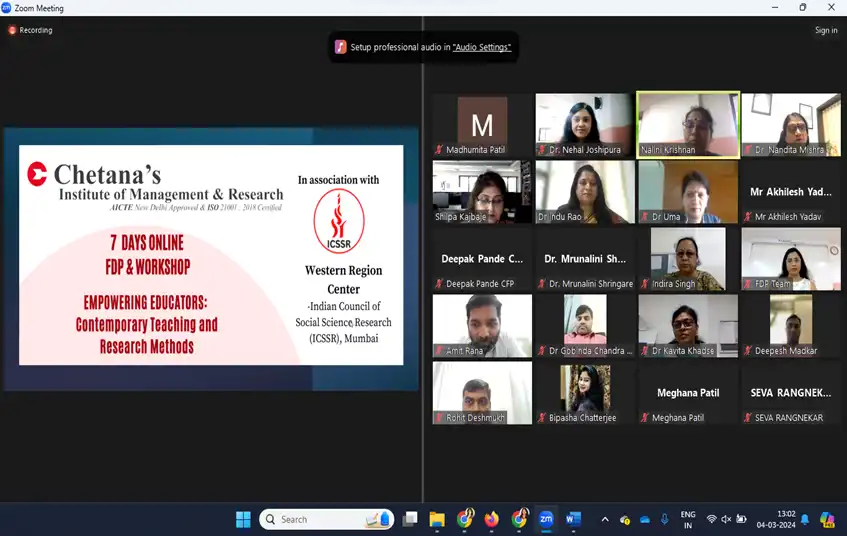 Zoom Meeting
Recording
Sign in
Setup professional audio in "Audio Settings"
Chetana's
Institute of Management & Research
AICTE New Delhi Approved & ISO 21001 : 2018 Certified
7 DAYS ONLINE
FDP & WORKSHOP
EMPOWERING EDUCATORS:
Contemporary Teaching and
Research Methods
In association with
ICSSR
Western Region
Center
-Indian Council of
Social Science Research
(ICSSR), Mumbai
M
Madhumita Patil
Dr. Nehal Joshipura
Nalini Krishnan
Dr. Nandita Mishra
Shilpa Kajbaje
Dr Indu Rao
Dr Uma
Mr Akhilesh Yad...
Mr Akhilesh Yadav
Deepak Pande C...
Deepak Pande CFP
Dr. Mrunalini Sh...
Dr. Mrunalini Shringare
Indira Singh
FDP Team
Amit Rana
Dr Gobinda Chandra ...
Dr Kavita Khadse
Deepesh Madkar
Rohit Deshmukh
Bipasha Chatterjee
Meghana Patil
Meghana Patil
SEVA RANGNEK...
SEVA RANGNEKAR
Search
ENG
IN
13:02
04-03-2024